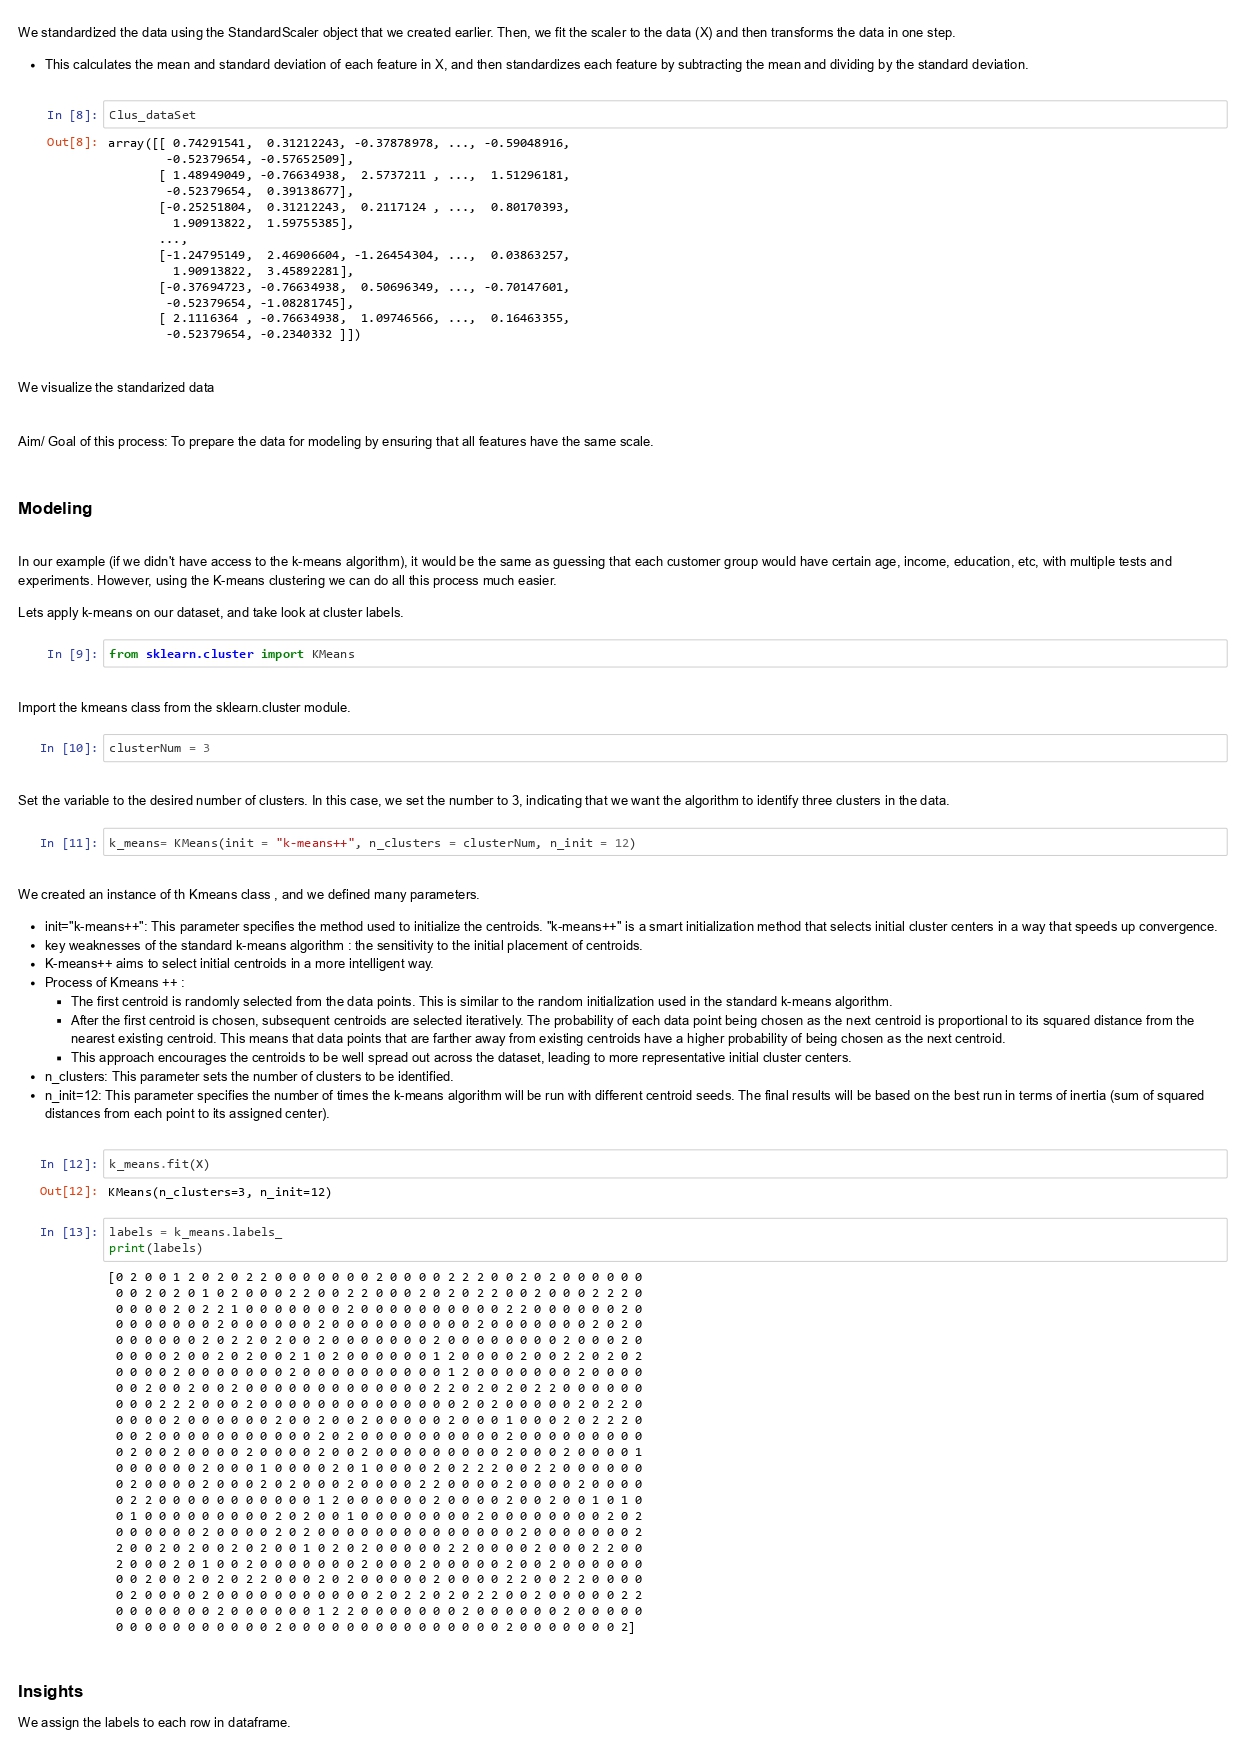 We standardized the data using the StandardScaler object that we created earlier. Then, we fit the scaler to the data (X) and then transforms the data in one step.
• This calculates the mean and standard deviation of each feature in X, and then standardizes each feature by subtracting the mean and dividing by the standard deviation.
In [8]: Clus_dataSet
Out[8]: array([[ 0.74291541,  0.31212243, -0.37878978, ..., -0.59048916,
-0.52379654, -0.57652509],
[ 1.48949049, -0.76634938,  2.5737211 , ...,  1.51296181,
-0.52379654,  0.39138677],
[-0.25251804,  0.31212243,  0.2117124 , ...,  0.80170393,
1.90913822,  1.59755385],
...,
[-1.24795149,  2.46906604, -1.26454304, ...,  0.03863257,
1.90913822,  3.45892281],
[-0.37694723, -0.76634938,  0.50696349, ..., -0.70147601,
-0.52379654, -1.08281745],
[ 2.1116364 , -0.76634938,  1.09746566, ...,  0.16463355,
-0.52379654, -0.2340332 ]])
We visualize the standarized data
Aim/ Goal of this process: To prepare the data for modeling by ensuring that all features have the same scale.
Modeling
In our example (if we didn't have access to the k-means algorithm), it would be the same as guessing that each customer group would have certain age, income, education, etc, with multiple tests and
experiments. However, using the K-means clustering we can do all this process much easier.
Lets apply k-means on our dataset, and take look at cluster labels.
In [9]: from sklearn.cluster import KMeans
Import the kmeans class from the sklearn.cluster module.
In [10]: clusterNum = 3
Set the variable to the desired number of clusters. In this case, we set the number to 3, indicating that we want the algorithm to identify three clusters in the data.
In [11]: k_means= KMeans(init = "k-means++", n_clusters = clusterNum, n_init = 12)
We created an instance of th Kmeans class , and we defined many parameters.
• init="k-means++": This parameter specifies the method used to initialize the centroids. "k-means++" is a smart initialization method that selects initial cluster centers in a way that speeds up convergence.
• key weaknesses of the standard k-means algorithm : the sensitivity to the initial placement of centroids.
• K-means++ aims to select initial centroids in a more intelligent way.
• Process of Kmeans ++ :
▪ The first centroid is randomly selected from the data points. This is similar to the random initialization used in the standard k-means algorithm.
▪ After the first centroid is chosen, subsequent centroids are selected iteratively. The probability of each data point being chosen as the next centroid is proportional to its squared distance from the
nearest existing centroid. This means that data points that are farther away from existing centroids have a higher probability of being chosen as the next centroid.
▪ This approach encourages the centroids to be well spread out across the dataset, leading to more representative initial cluster centers.
• n_clusters: This parameter sets the number of clusters to be identified.
• n_init=12: This parameter specifies the number of times the k-means algorithm will be run with different centroid seeds. The final results will be based on the best run in terms of inertia (sum of squared
distances from each point to its assigned center).
In [12]: k_means.fit(X)
Out[12]: KMeans(n_clusters=3, n_init=12)
In [13]: labels = k_means.labels_
print(labels)
[0 2 0 0 1 2 0 2 0 2 2 0 0 0 0 0 0 0 2 0 0 0 0 2 2 2 0 0 2 0 2 0 0 0 0 0 0
0 0 2 0 2 0 1 0 2 0 0 0 2 2 0 0 2 2 0 0 0 2 0 2 0 2 2 0 0 2 0 0 0 2 2 2 0
0 0 0 0 2 0 2 2 1 0 0 0 0 0 0 0 2 0 0 0 0 0 0 0 0 0 0 2 2 0 0 0 0 0 0 2 0
0 0 0 0 0 0 0 2 0 0 0 0 0 0 2 0 0 0 0 0 0 0 0 0 0 2 0 0 0 0 0 0 0 2 0 2 0
0 0 0 0 0 0 2 0 2 2 0 2 0 0 2 0 0 0 0 0 0 0 2 0 0 0 0 0 0 0 0 2 0 0 0 2 0
0 0 0 0 2 0 0 2 0 2 0 0 2 1 0 2 0 0 0 0 0 0 1 2 0 0 0 0 2 0 0 2 2 0 2 0 2
0 0 0 0 2 0 0 0 0 0 0 0 2 0 0 0 0 0 0 0 0 0 0 1 2 0 0 0 0 0 0 0 2 0 0 0 0
0 0 2 0 0 2 0 0 2 0 0 0 0 0 0 0 0 0 0 0 0 0 2 2 0 2 0 2 0 2 2 0 0 0 0 0 0
0 0 0 2 2 2 0 0 0 2 0 0 0 0 0 0 0 0 0 0 0 0 0 0 2 0 2 0 0 0 0 0 2 0 2 2 0
0 0 0 0 2 0 0 0 0 0 0 2 0 0 2 0 0 2 0 0 0 0 0 2 0 0 0 1 0 0 0 2 0 2 2 2 0
0 0 2 0 0 0 0 0 0 0 0 0 0 0 2 0 2 0 0 0 0 0 0 0 0 0 0 2 0 0 0 0 0 0 0 0 0
0 2 0 0 2 0 0 0 0 2 0 0 0 0 2 0 0 2 0 0 0 0 0 0 0 0 0 2 0 0 0 2 0 0 0 0 1
0 0 0 0 0 0 2 0 0 0 1 0 0 0 0 2 0 1 0 0 0 0 2 0 2 2 2 0 0 2 2 0 0 0 0 0 0
0 2 0 0 0 0 2 0 0 0 2 0 2 0 0 0 2 0 0 0 0 2 2 0 0 0 0 2 0 0 0 0 2 0 0 0 0
0 2 2 0 0 0 0 0 0 0 0 0 0 0 1 2 0 0 0 0 0 0 2 0 0 0 0 2 0 0 2 0 0 1 0 1 0
0 1 0 0 0 0 0 0 0 0 0 2 0 2 0 0 1 0 0 0 0 0 0 0 0 2 0 0 0 0 0 0 0 0 2 0 2
0 0 0 0 0 0 2 0 0 0 0 2 0 2 0 0 0 0 0 0 0 0 0 0 0 0 0 0 2 0 0 0 0 0 0 0 2
2 0 0 2 0 2 0 0 2 0 2 0 0 1 0 2 0 2 0 0 0 0 0 2 2 0 0 0 0 2 0 0 0 2 2 0 0
2 0 0 0 2 0 1 0 0 2 0 0 0 0 0 0 0 2 0 0 0 2 0 0 0 0 0 2 0 0 2 0 0 0 0 0 0
0 0 2 0 0 2 0 2 0 2 2 0 0 0 2 0 2 0 0 0 0 0 2 0 0 0 0 2 2 0 0 2 2 0 0 0 0
0 2 0 0 0 0 2 0 0 0 0 0 0 0 0 0 0 0 2 0 2 2 0 2 0 2 2 0 0 2 0 0 0 0 0 2 2
0 0 0 0 0 0 0 2 0 0 0 0 0 0 1 2 2 0 0 0 0 0 0 0 2 0 0 0 0 0 0 2 0 0 0 0 0
0 0 0 0 0 0 0 0 0 0 0 2 0 0 0 0 0 0 0 0 0 0 0 0 0 0 0 2 0 0 0 0 0 0 0 2]
Insights
We assign the labels to each row in dataframe.